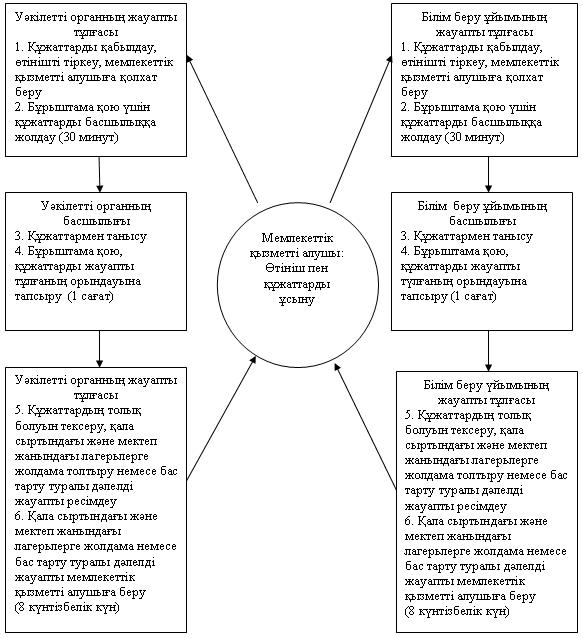 Уәкілетті органның жауапты
тұлғасы
1. Құжаттарды қабылдау,
өтінішті тіркеу, мемлекеттік
қызметті алушыға қолхат
беру
2. Бұрыштама қою үшін
құжаттарды басшылыққа
жолдау (30 минут)
Уәкілетті органның
басшылығы
3. Құжаттармен танысу
4. Бұрыштама қою,
құжаттарды жауапты
тұлғаның орындауына
тапсыру (1 сағат)
Уәкілетті органның жауапты
тұлғасы
5. Құжаттардың толық
болуын тексеру, қала
сыртындағы және мектеп
жанындағы лагерьлерге
жолдама толтыру немесе бас
тарту туралы дәлелді
жауапты ресімдеу
6. Қала сыртындағы және
мектеп жанындағы
лагерьлерге жолдама немесе
бас тарту туралы дәлелді
жауапты мемлекеттік
қызметті алушыға беру
(8 күнтізбелік күн)
Мемлекеттік
қызметті алушы:
Өтініш пен
құжаттарды
ұсыну
Білім беру ұйымының
жауапты тұлғасы
1. Құжаттарды қабылдау,
өтінішті тіркеу, мемлекеттік
қызметті алушыға қолхат
беру
2. Бұрыштама қою үшін
құжаттарды басшылыққа
жолдау (30 минут)
Білім беру ұйымының
басшылығы
3. Құжаттармен танысу
4. Бұрыштама қою,
құжаттарды жауапты
тұлғаның орындауына
тапсыру (1 сағат)
Білім беру ұйымының
жауапты тұлғасы
5. Құжаттардың толық
болуын тексеру, қала
сыртындағы және мектеп
жанындағы лагерьлерге
жолдама толтыру немесе бас
тарту туралы дәлелді
жауапты ресімдеу
6. Қала сыртындағы және
мектеп жанындағы
лагерьлерге жолдама немесе
бас тарту туралы дәлелді
жауапты мемлекеттік
қызметті алушыға беру
(8 күнтізбелік күн)